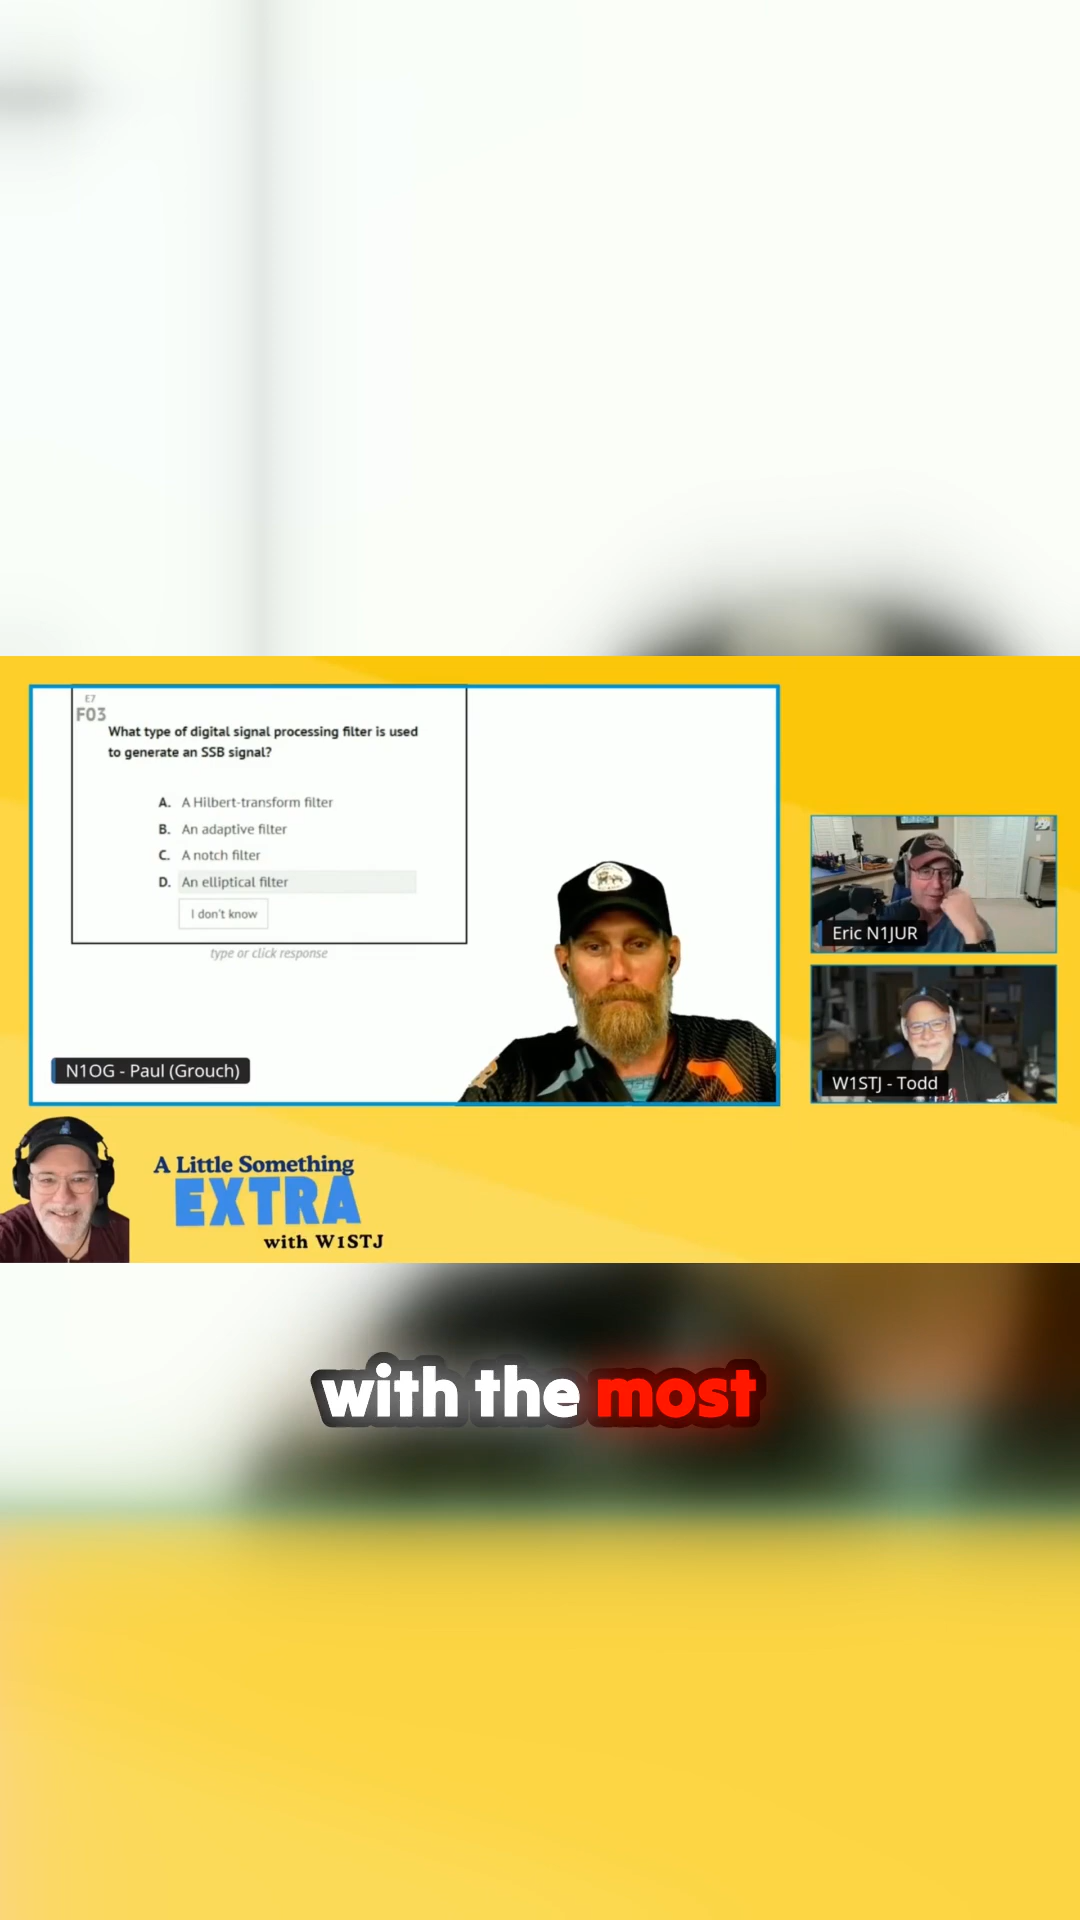 E7
F03
What type of digital signal processing filter is used
to generate an SSB signal?
A. A Hilbert-transform filter
B. An adaptive filter
C. A notch filter
D. An elliptical filter
I don't know
type or click response
N1OG - Paul (Grouch)
Eric N1JUR
W1STJ - Todd
A Little Something
EXTRA
with W1STJ
with the most